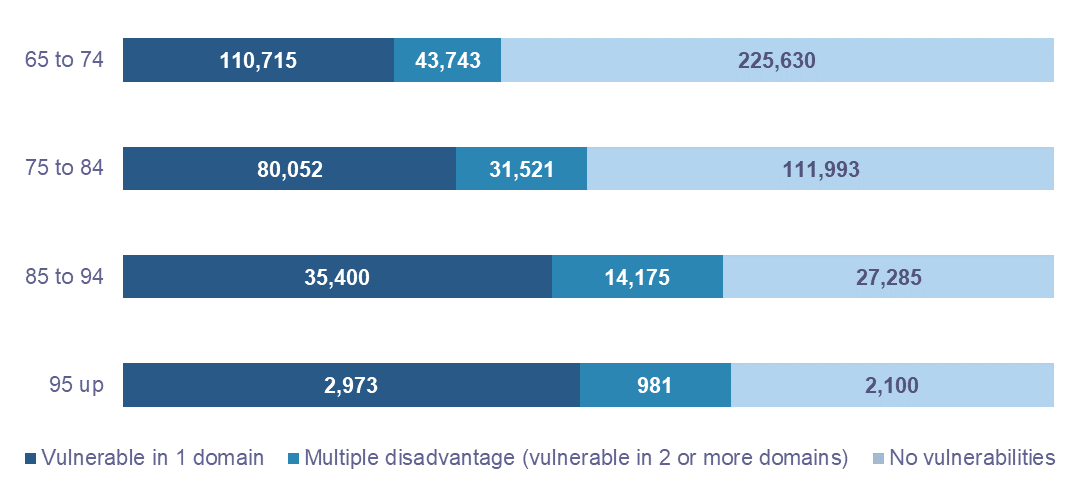 65 to 74 110,715 43,743 225,630
75 to 84 80,052 31,521 111,993
85 to 94 35,400 14,175 27,285
95 up 2,973 981 2,100
Vulnerable in 1 domain Multiple disadvantage (vulnerable in 2 or more domains) No vulnerabilities